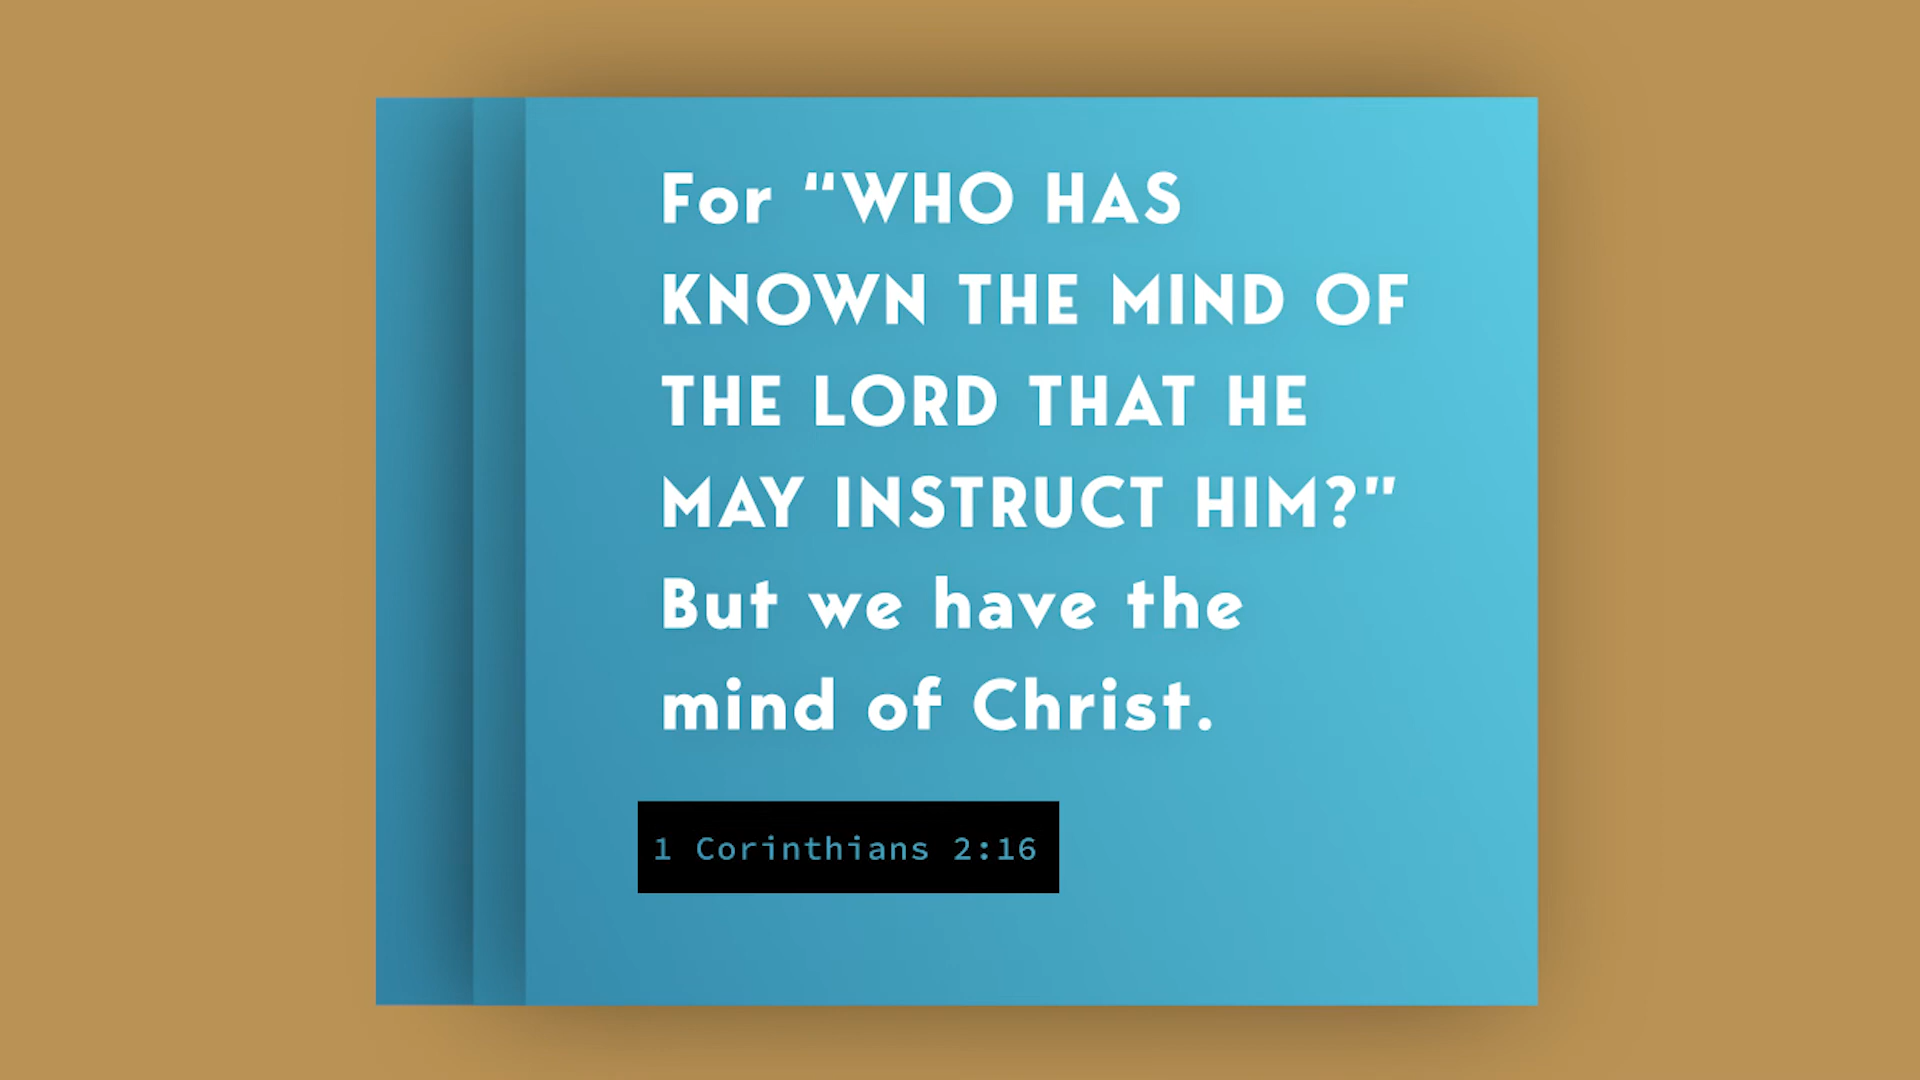 For “WHO HAS
KNOWN THE MIND OF
THE LORD THAT HE
MAY INSTRUCT HIM?”
But we have the
mind of Christ.
1 Corinthians 2:16